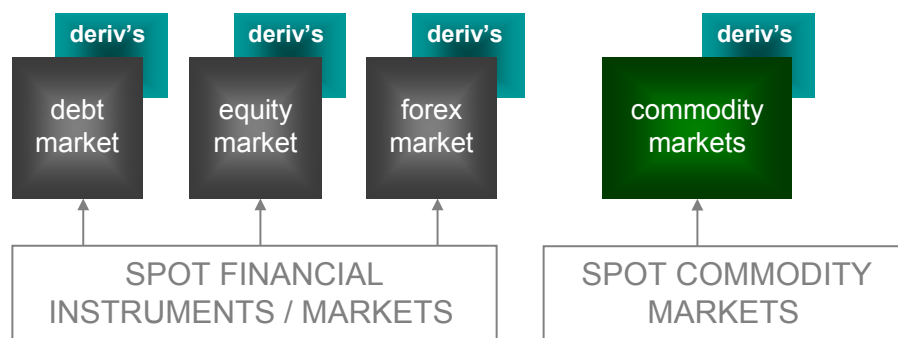 deriv’s deriv’s deriv’s deriv’s
debt market
equity market
forex market
commodity markets
SPOT FINANCIAL
INSTRUMENTS / MARKETS
SPOT COMMODITY
MARKETS